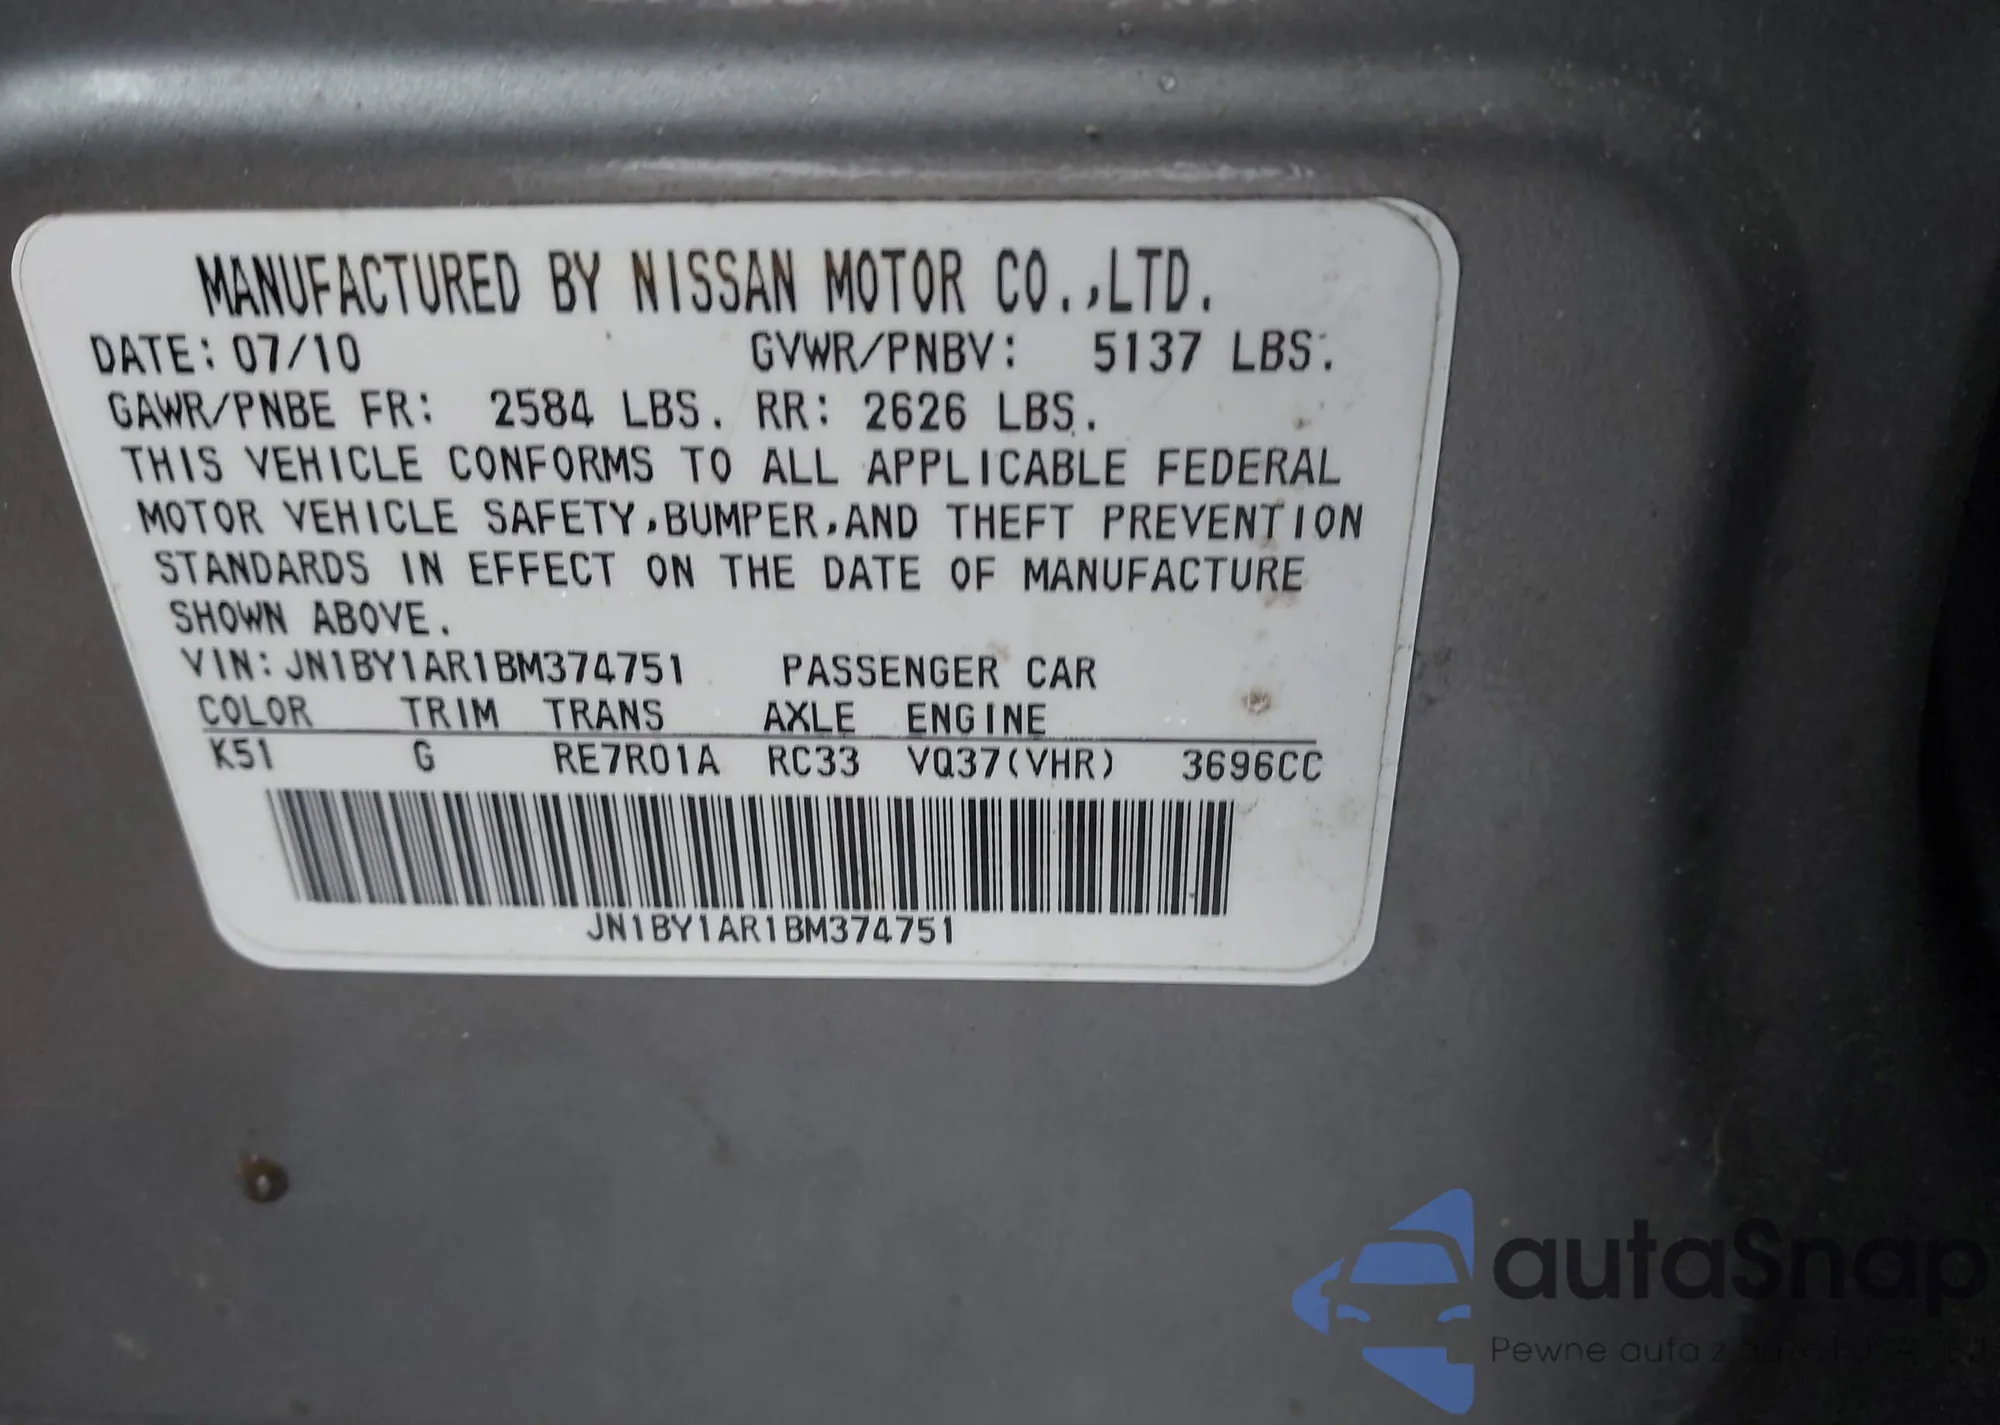 MANUFACTURED BY NISSAN MOTOR CO.,LTD.
DATE: 07/10 GVWR/PNBV: 5137 LBS.
GAWR/PNBE FR: 2584 LBS. RR: 2626 LBS.
THIS VEHICLE CONFORMS TO ALL APPLICABLE FEDERAL
MOTOR VEHICLE SAFETY,BUMPER,AND THEFT PREVENTION
STANDARDS IN EFFECT ON THE DATE OF MANUFACTURE
SHOWN ABOVE.
VIN: JN1BY1AR1BM374751 PASSENGER CAR
COLOR TRIM TRANS AXLE ENGINE
K51 G RE7R01A RC33 VQ37(VHR) 3696CC
JN1BY1AR1BM374751
autaSnap
Pewne auta z